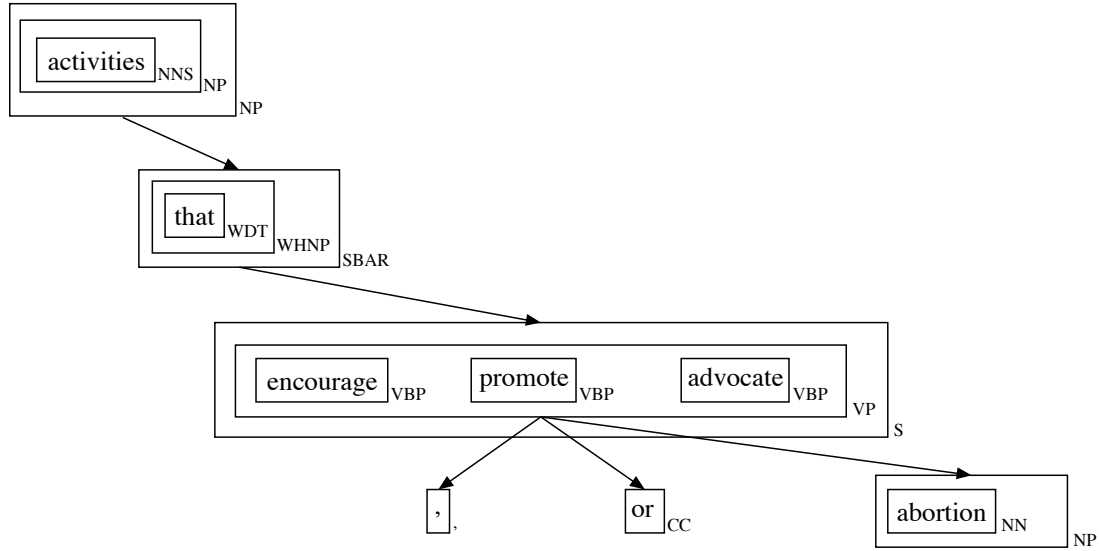 activities NNS NP NP
that WDT WHNP SBAR
encourage VBP promote VBP advocate VBP VP S
, , or CC abortion NN NP